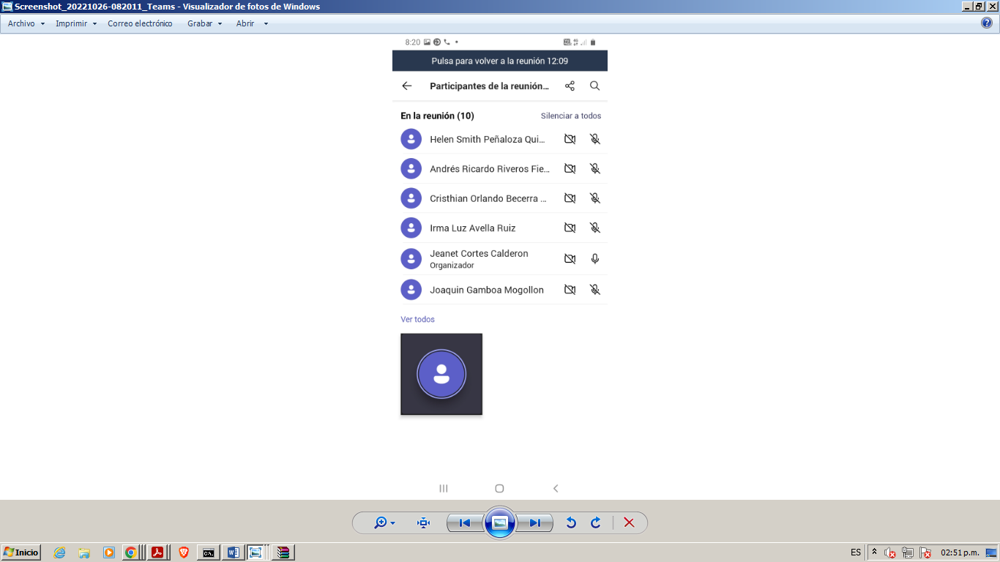 Screenshot_20221026-082011_Teams - Visualizador de fotos de Windows
Archivo Imprimir Correo electrónico Grabar Abrir
8:20
Pulsa para volver a la reunión 12:09
Participantes de la reunión...
En la reunión (10) Silenciar a todos
Helen Smith Peñaloza Qui...
Andrés Ricardo Riveros Fie...
Cristhian Orlando Becerra ...
Irma Luz Avella Ruiz
Jeanet Cortes Calderon
Organizador
Joaquin Gamboa Mogollon
Ver todos
Inicio ES 02:51 p.m.